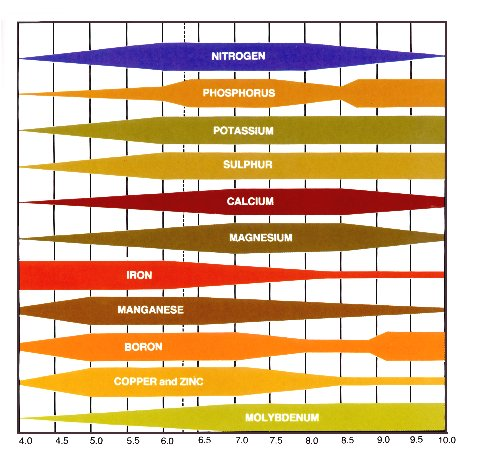 NITROGEN
PHOSPHORUS
POTASSIUM
SULPHUR
CALCIUM
MAGNESIUM
IRON
MANGANESE
BORON
COPPER and ZINC
MOLYBDENUM
4.0 4.5 5.0 5.5 6.0 6.5 7.0 7.5 8.0 8.5 9.0 9.5 10.0